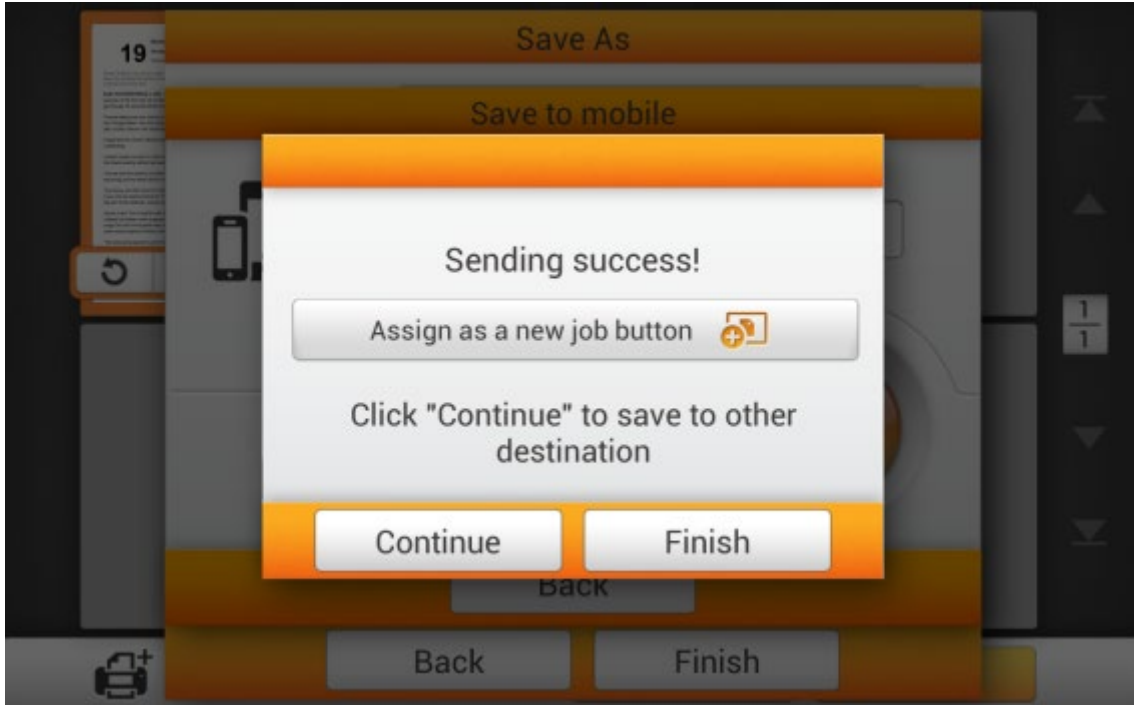 19
Save As
Save to mobile
Sending success!
Assign as a new job button
Click "Continue" to save to other
destination
Continue
Finish
Back
Back
Finish
1
1